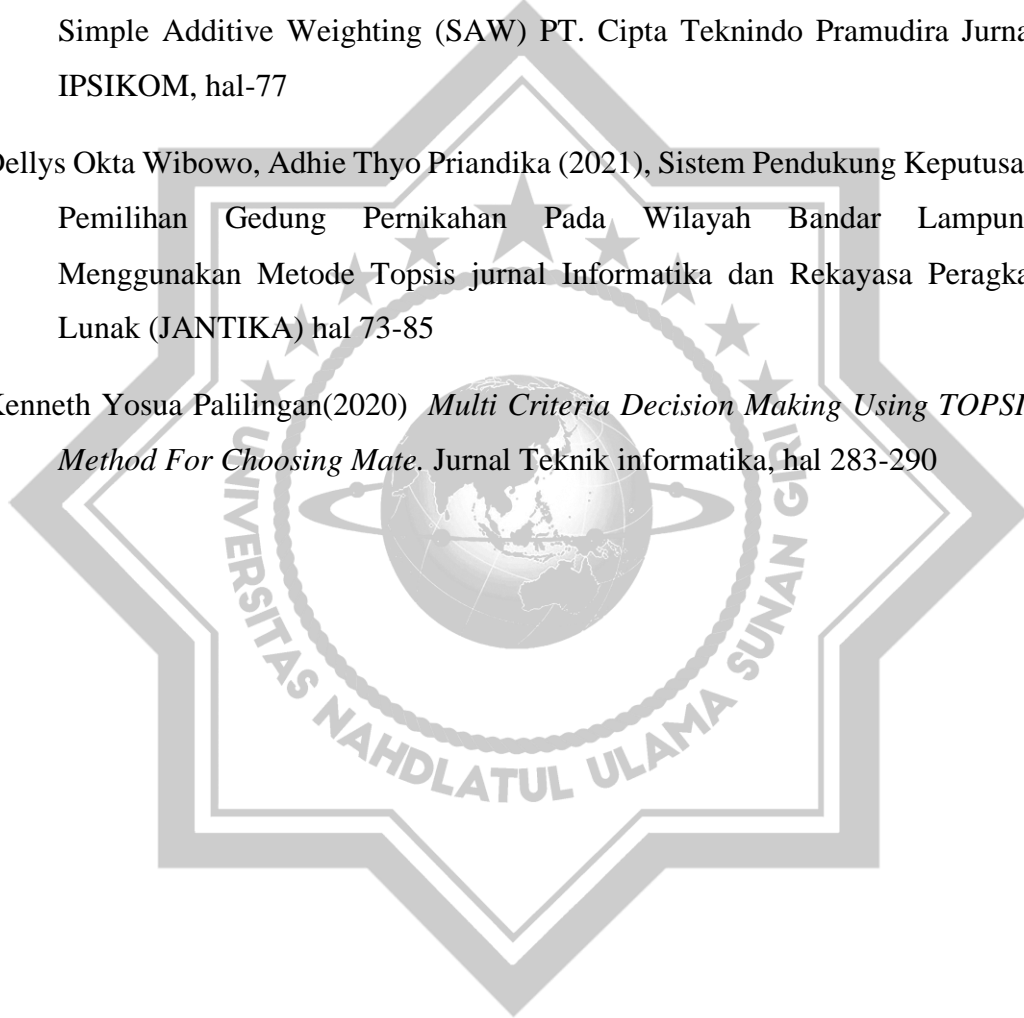 Simple Additive Weighting (SAW) PT. Cipta Teknindo Pramudira Jurna
IPSIKOM, hal-77
Dellys Okta Wibowo, Adhie Thyo Priandika (2021), Sistem Pendukung Keputusa
Pemilihan Gedung Pernikahan Pada Wilayah Bandar Lampun
Menggunakan Metode Topsis jurnal Informatika dan Rekayasa Peragka
Lunak (JANTIKA) hal 73-85
Kenneth Yosua Palilingan(2020) Multi Criteria Decision Making Using TOPSI
Method For Choosing Mate. Jurnal Teknik informatika, hal 283-290
UNIVERSITAS NAHDLATUL ULAMA SUNAN GIRI